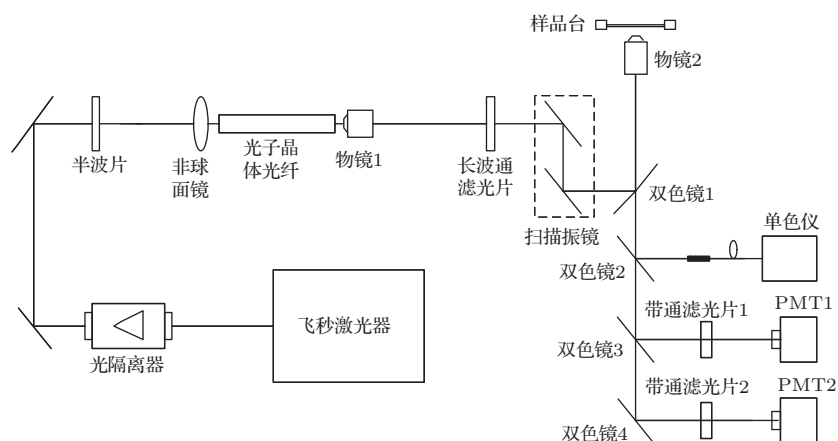 样品台
物镜2
半波片
非球
面镜
光子晶
体光纤
物镜1
长波通
滤光片
扫描振镜
双色镜1
单色仪
双色镜2
飞秒激光器
光隔离器
带通滤光片1
PMT1
双色镜3
带通滤光片2
PMT2
双色镜4